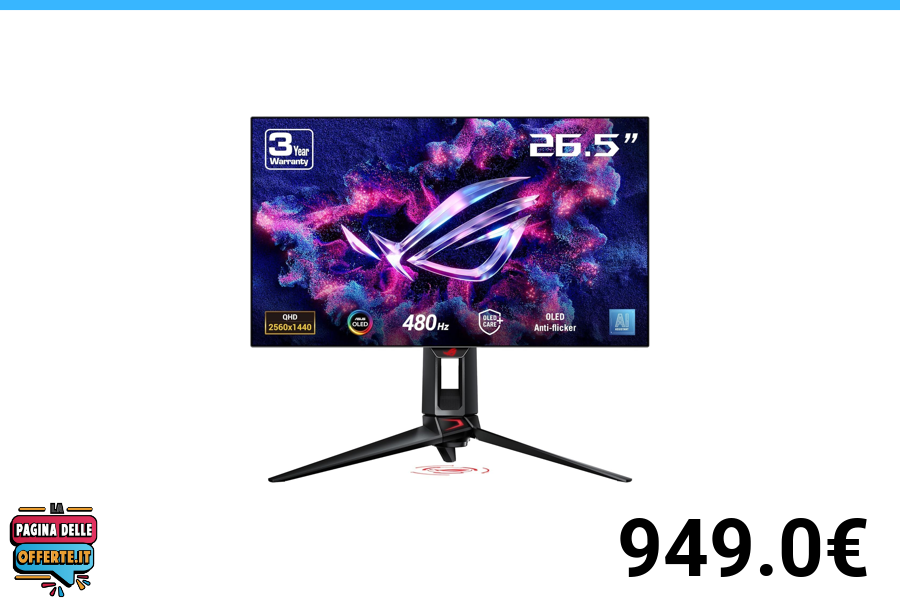 3 Year
Warranty
26.5”
QHD
2560x1440
ASUS
OLED
480Hz
OLED
CARE+
OLED
Anti-flicker
AI
LA
PAGINA DELLE
OFFERTE.IT
949.0€